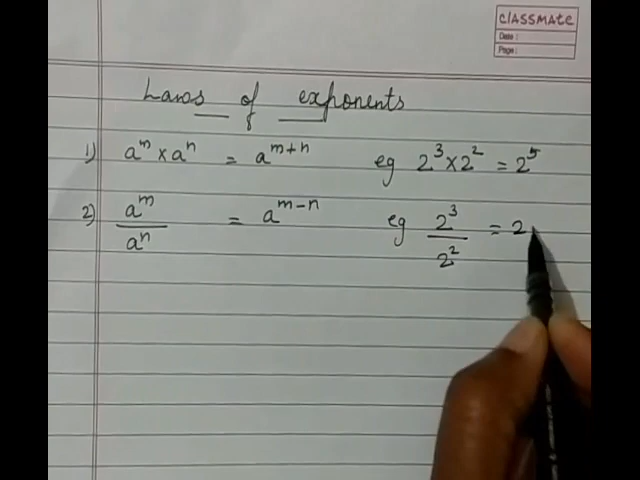 CLASSMATE
Date :
Page :
Laws of exponents
1) a^m × a^n = a^(m+n) eg 2^3 × 2^2 = 2^5
2) a^m / a^n = a^(m-n) eg 2^3 / 2^2 = 2